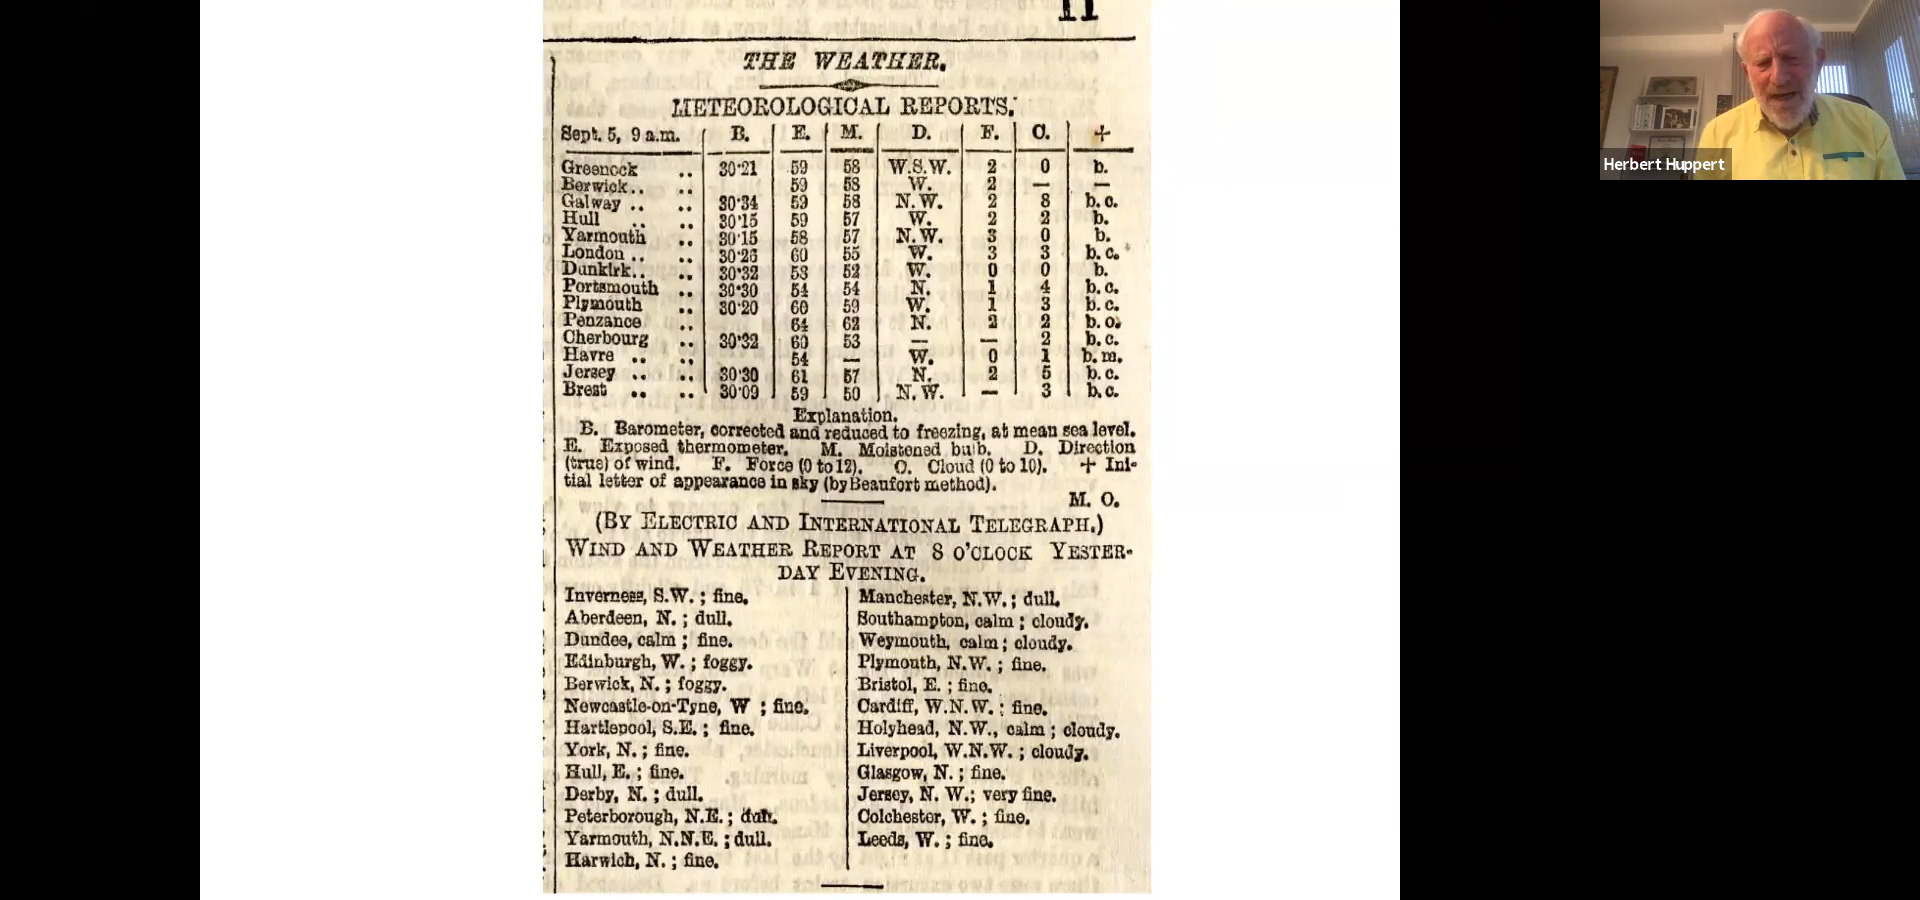 11
THE WEATHER.
METEOROLOGICAL REPORTS.
Sept. 5, 9 a.m. B. E. M. D. F. C. +
Greenock .. 30·21 59 58 W.S.W. 2 0 b.
Berwick.. .. 59 58 W. 2 — —
Galway .. .. 30·34 59 58 N.W. 2 8 b.c.
Hull .. .. 30·15 59 57 W. 2 2 b.
Yarmouth .. 30·15 58 57 N.W. 3 0 b.
London .. .. 30·26 60 55 W. 3 3 b.c.
Dunkirk.. .. 30·32 53 52 W. 0 0 b.
Portsmouth .. 30·30 54 54 N. 1 4 b.c.
Plymouth .. 30·20 60 59 W. 1 3 b.c.
Penzance .. 64 62 N. 2 2 b.c.
Cherbourg .. 30·32 60 53 — — 2 b.c.
Havre .. .. 54 — W. 0 1 b.m.
Jersey .. .. 30·30 61 57 N. 2 5 b.c.
Brest .. .. 30·09 59 50 N.W. — 3 b.c.
Explanation.
B. Barometer, corrected and reduced to freezing, at mean sea level.
E. Exposed thermometer. M. Moistened bulb. D. Direction
(true) of wind. F. Force (0 to 12). C. Cloud (0 to 10). + Ini-
tial letter of appearance in sky (by Beaufort method).
M. O.
(BY ELECTRIC AND INTERNATIONAL TELEGRAPH.)
WIND AND WEATHER REPORT AT 8 O'CLOCK YESTER-
DAY EVENING.
Inverness, S.W. ; fine.
Aberdeen, N. ; dull.
Dundee, calm ; fine.
Edinburgh, W. ; foggy.
Berwick, N. ; foggy.
Newcastle-on-Tyne, W ; fine.
Hartlepool, S.E. ; fine.
York, N. ; fine.
Hull, E. ; fine.
Derby, N. ; dull.
Peterborough, N.E. ; dull.
Yarmouth, N.N.E. ; dull.
Harwich, N. ; fine.
Manchester, N.W. ; dull.
Southampton, calm ; cloudy.
Weymouth, calm ; cloudy.
Plymouth, N.W. ; fine.
Bristol, E. ; fine.
Cardiff, W.N.W. ; fine.
Holyhead, N.W., calm ; cloudy.
Liverpool, W.N.W. ; cloudy.
Glasgow, N. ; fine.
Jersey, N. W.; very fine.
Colchester, W. ; fine.
Leeds, W. ; fine.
Herbert Huppert